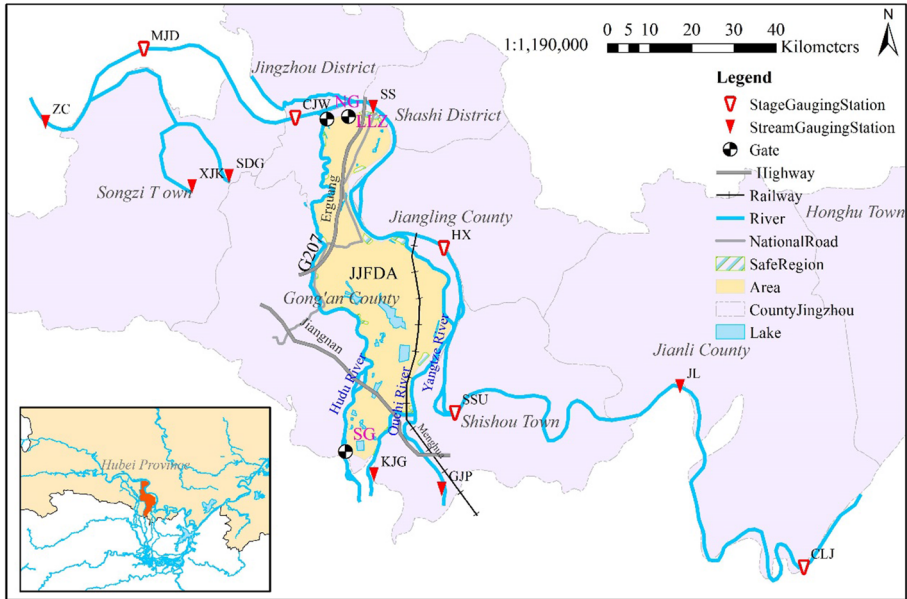 MJD
1:1,190,000
0 5 10 20 30 40
Kilometers
N
Jingzhou District
ZC
CJW
NG
SS
LLZ
Shashi District
Legend
StageGaugingStation
StreamGaugingStation
Gate
Highway
Railway
River
NationalRoad
SafeRegion
Area
CountyJingzhou
Lake
XJK
SDG
Songzi Town
Erguang
Jiangling County
HX
Honghu Town
G207
JJFDA
Gong'an County
Jiangnan
Hudu River
Ouchi River
Yangtze River
Jianli County
JL
SSU
Shishou Town
SG
KJG
GJP
CLJ
Hubei Province